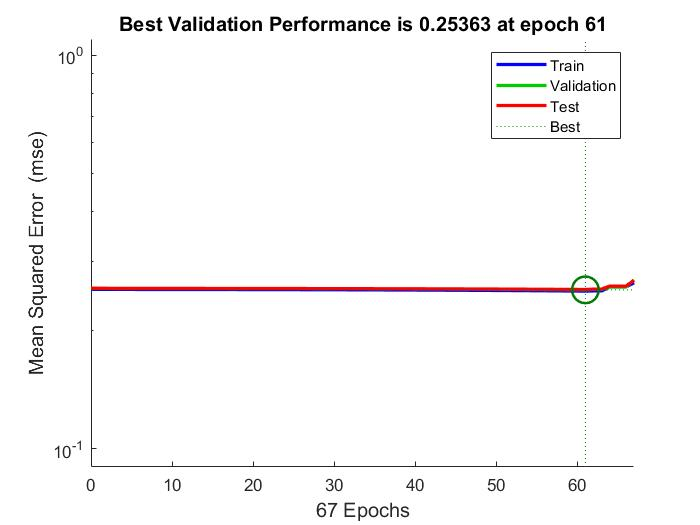 Best Validation Performance is 0.25363 at epoch 61
10^0
Train
Validation
Test
Best
Mean Squared Error (mse)
10^-1
0 10 20 30 40 50 60
67 Epochs